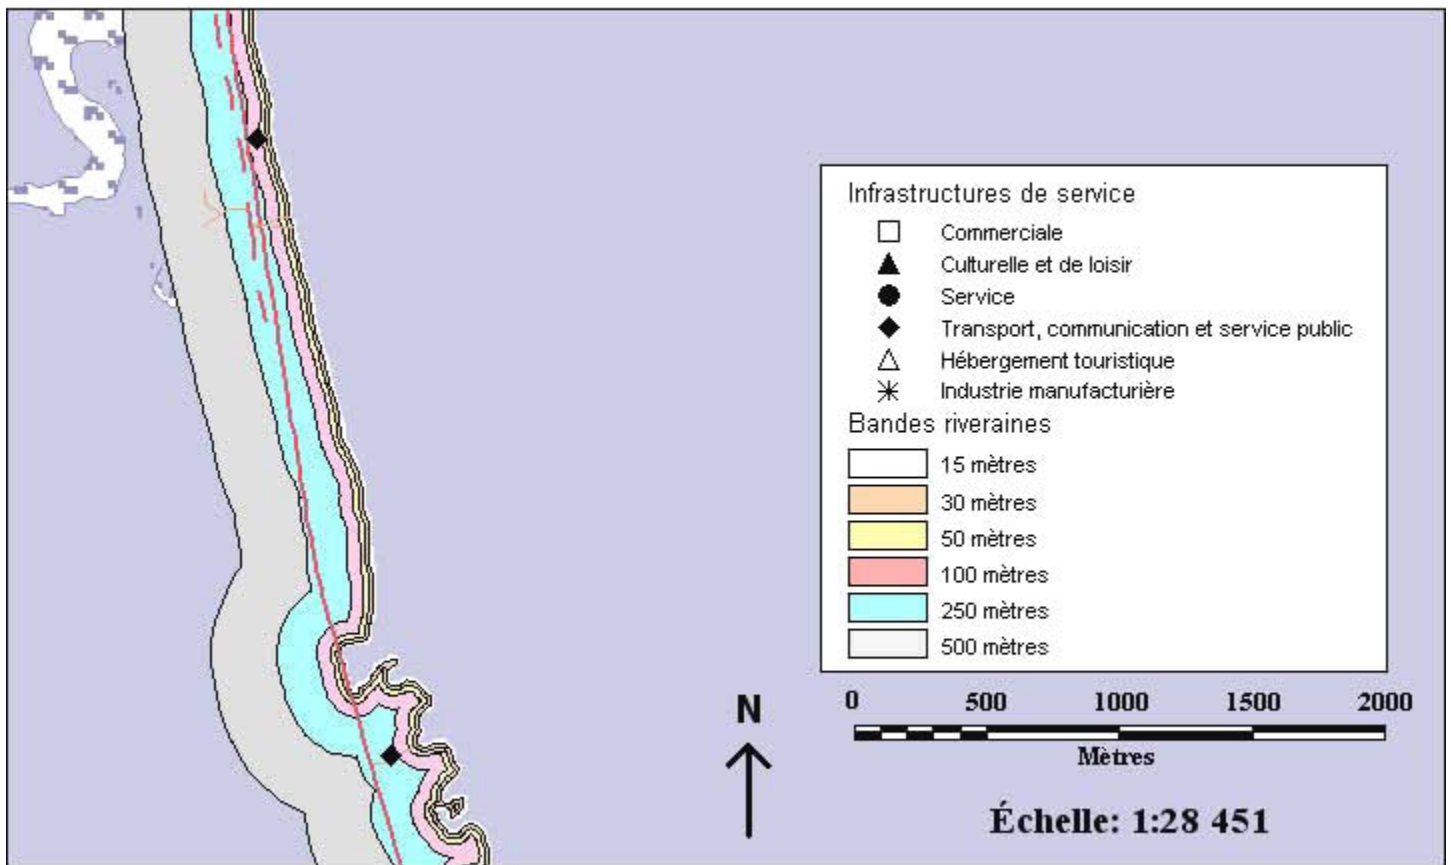 Infrastructures de service
Commerciale
Culturelle et de loisir
Service
Transport, communication et service public
Hébergement touristique
Industrie manufacturière
Bandes riveraines
15 mètres
30 mètres
50 mètres
100 mètres
250 mètres
500 mètres
N
0 500 1000 1500 2000
Mètres
Échelle: 1:28 451